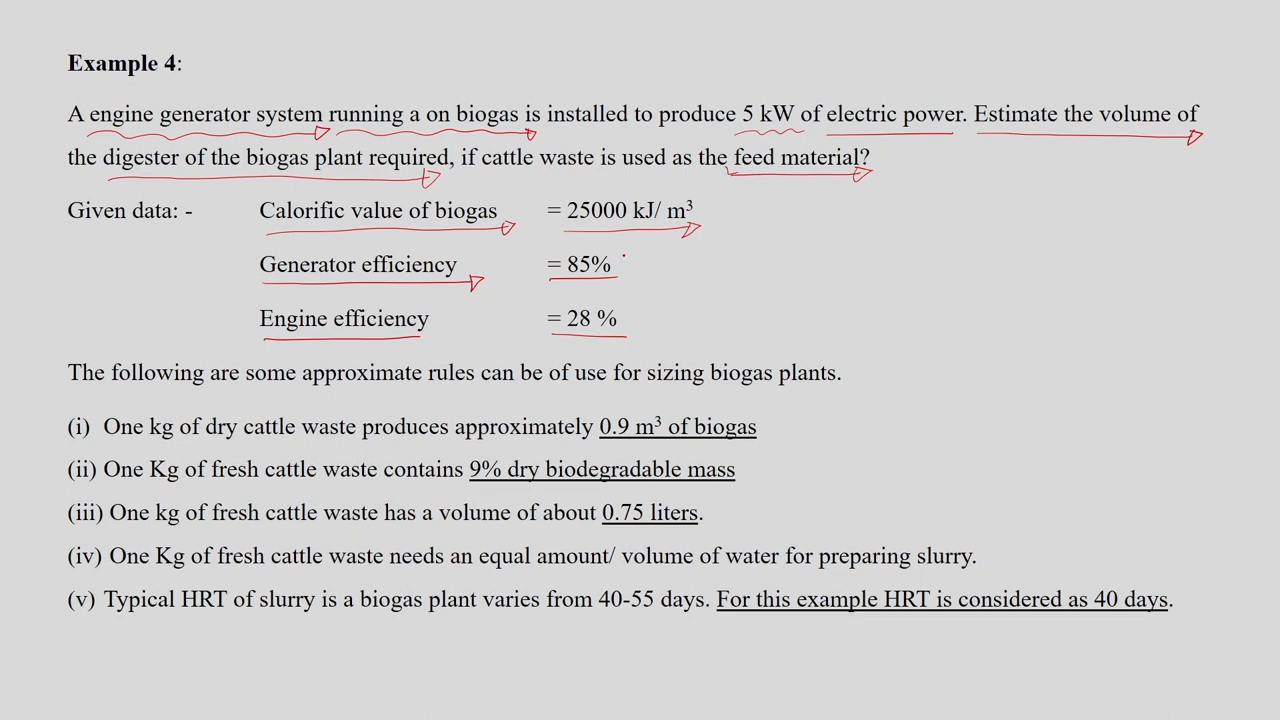 Example 4:
A engine generator system running a on biogas is installed to produce 5 kW of electric power. Estimate the volume of
the digester of the biogas plant required, if cattle waste is used as the feed material?
Given data: - Calorific value of biogas = 25000 kJ/ m³
Generator efficiency = 85%
Engine efficiency = 28 %
The following are some approximate rules can be of use for sizing biogas plants.
(i) One kg of dry cattle waste produces approximately 0.9 m³ of biogas
(ii) One Kg of fresh cattle waste contains 9% dry biodegradable mass
(iii) One kg of fresh cattle waste has a volume of about 0.75 liters.
(iv) One Kg of fresh cattle waste needs an equal amount/ volume of water for preparing slurry.
(v) Typical HRT of slurry is a biogas plant varies from 40-55 days. For this example HRT is considered as 40 days.